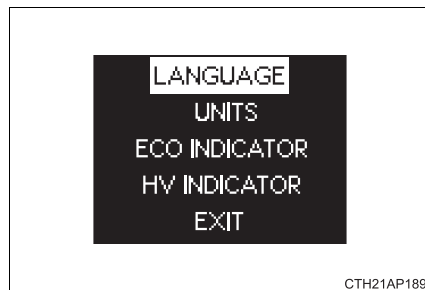 LANGUAGE
UNITS
ECO INDICATOR
HV INDICATOR
EXIT
CTH21AP189